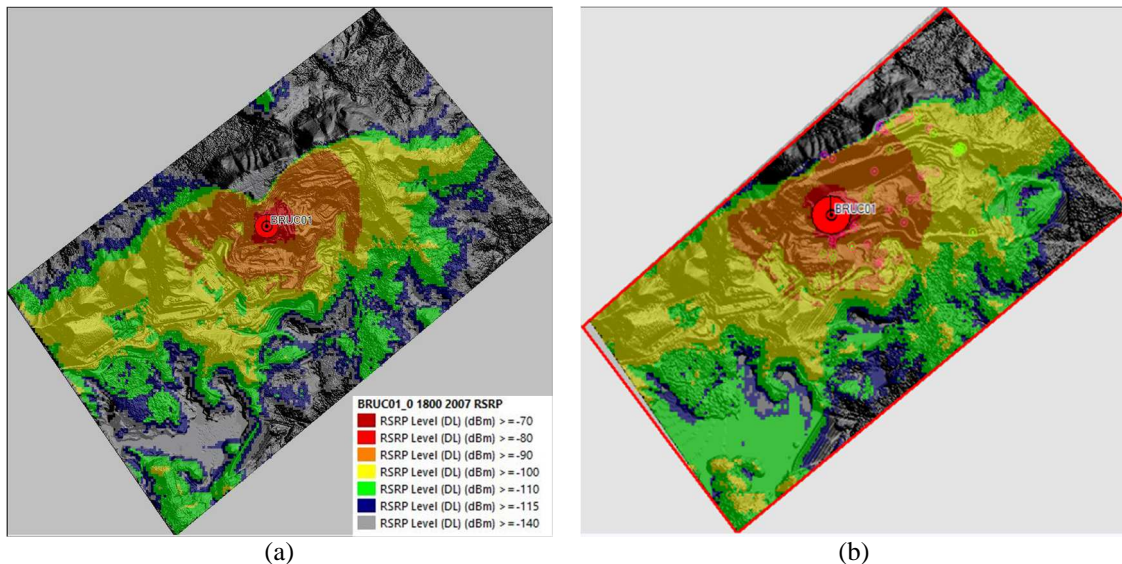 BRUC01
BRUC01
BRUC01_0 1800 2007 RSRP
RSRP Level (DL) (dBm) >=-70
RSRP Level (DL) (dBm) >=-80
RSRP Level (DL) (dBm) >=-90
RSRP Level (DL) (dBm) >=-100
RSRP Level (DL) (dBm) >=-110
RSRP Level (DL) (dBm) >=-115
RSRP Level (DL) (dBm) >=-140
(a)
(b)